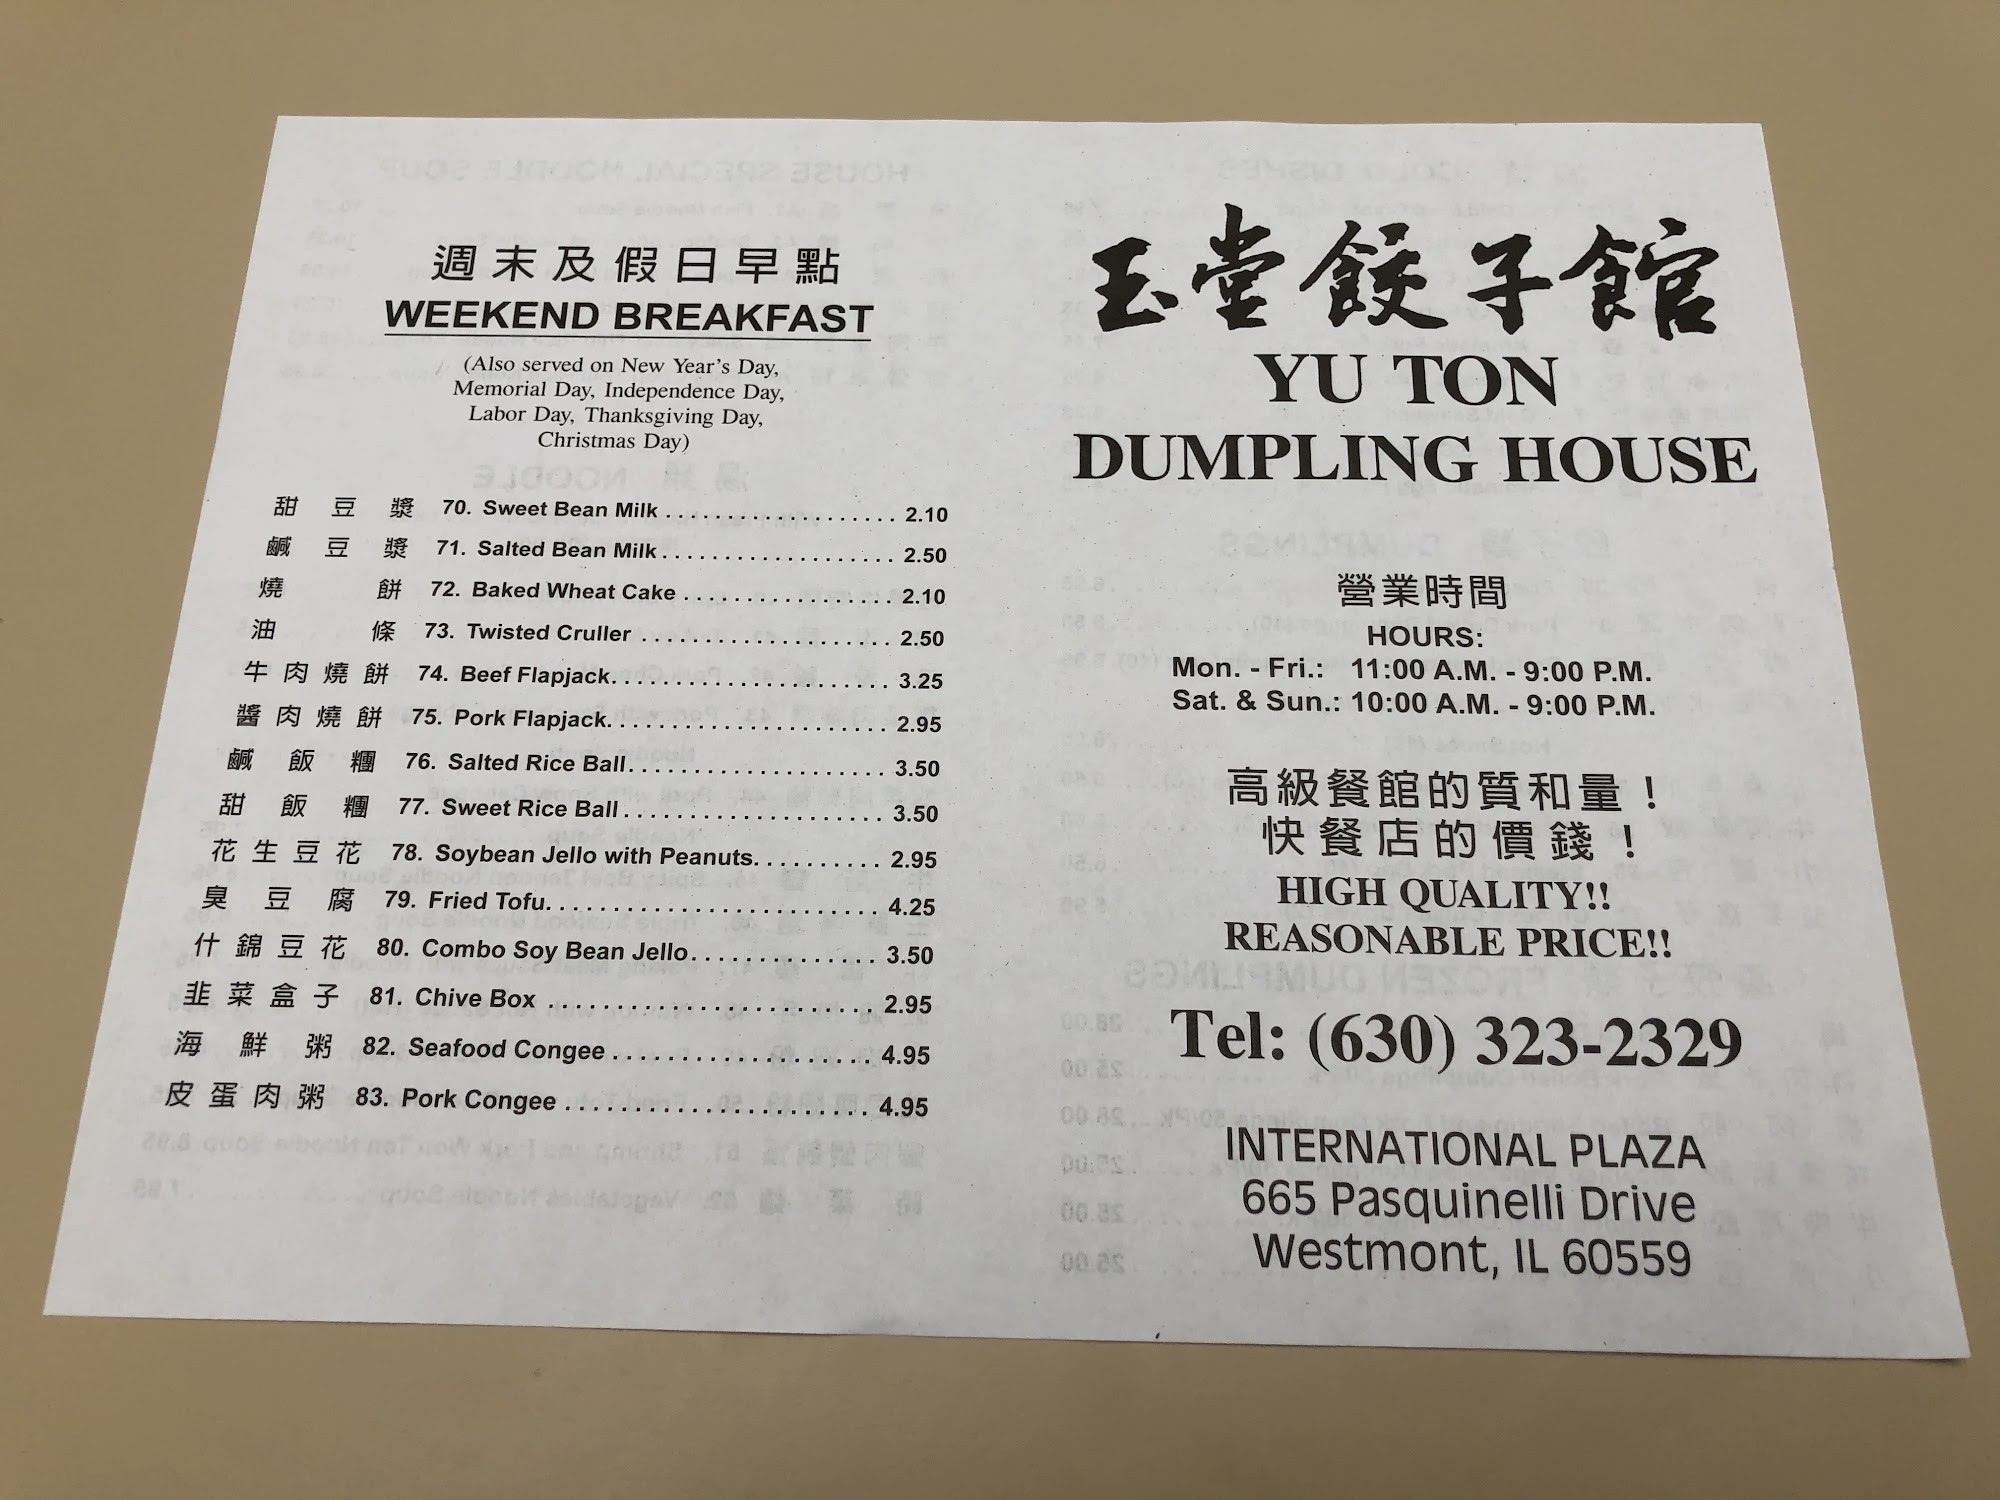 週末及假日早點
WEEKEND BREAKFAST
(Also served on New Year's Day,
Memorial Day, Independence Day,
Labor Day, Thanksgiving Day,
Christmas Day)
甜豆漿 70. Sweet Bean Milk .................. 2.10
鹹豆漿 71. Salted Bean Milk .................. 2.50
燒餅 72. Baked Wheat Cake ................ 2.10
油條 73. Twisted Cruller .................... 2.50
牛肉燒餅 74. Beef Flapjack...................... 3.25
醬肉燒餅 75. Pork Flapjack...................... 2.95
鹹飯糰 76. Salted Rice Ball.................... 3.50
甜飯糰 77. Sweet Rice Ball .................... 3.50
花生豆花 78. Soybean Jello with Peanuts.......... 2.95
臭豆腐 79. Fried Tofu.......................... 4.25
什錦豆花 80. Combo Soy Bean Jello.............. 3.50
韭菜盒子 81. Chive Box ........................ 2.95
海鮮粥 82. Seafood Congee ................... 4.95
皮蛋肉粥 83. Pork Congee ....................... 4.95
玉堂餃子館
YU TON
DUMPLING HOUSE
營業時間
HOURS:
Mon. - Fri.: 11:00 A.M. - 9:00 P.M.
Sat. & Sun.: 10:00 A.M. - 9:00 P.M.
高級餐館的質和量！
快餐店的價錢！
HIGH QUALITY!!
REASONABLE PRICE!!
Tel: (630) 323-2329
INTERNATIONAL PLAZA
665 Pasquinelli Drive
Westmont, IL 60559